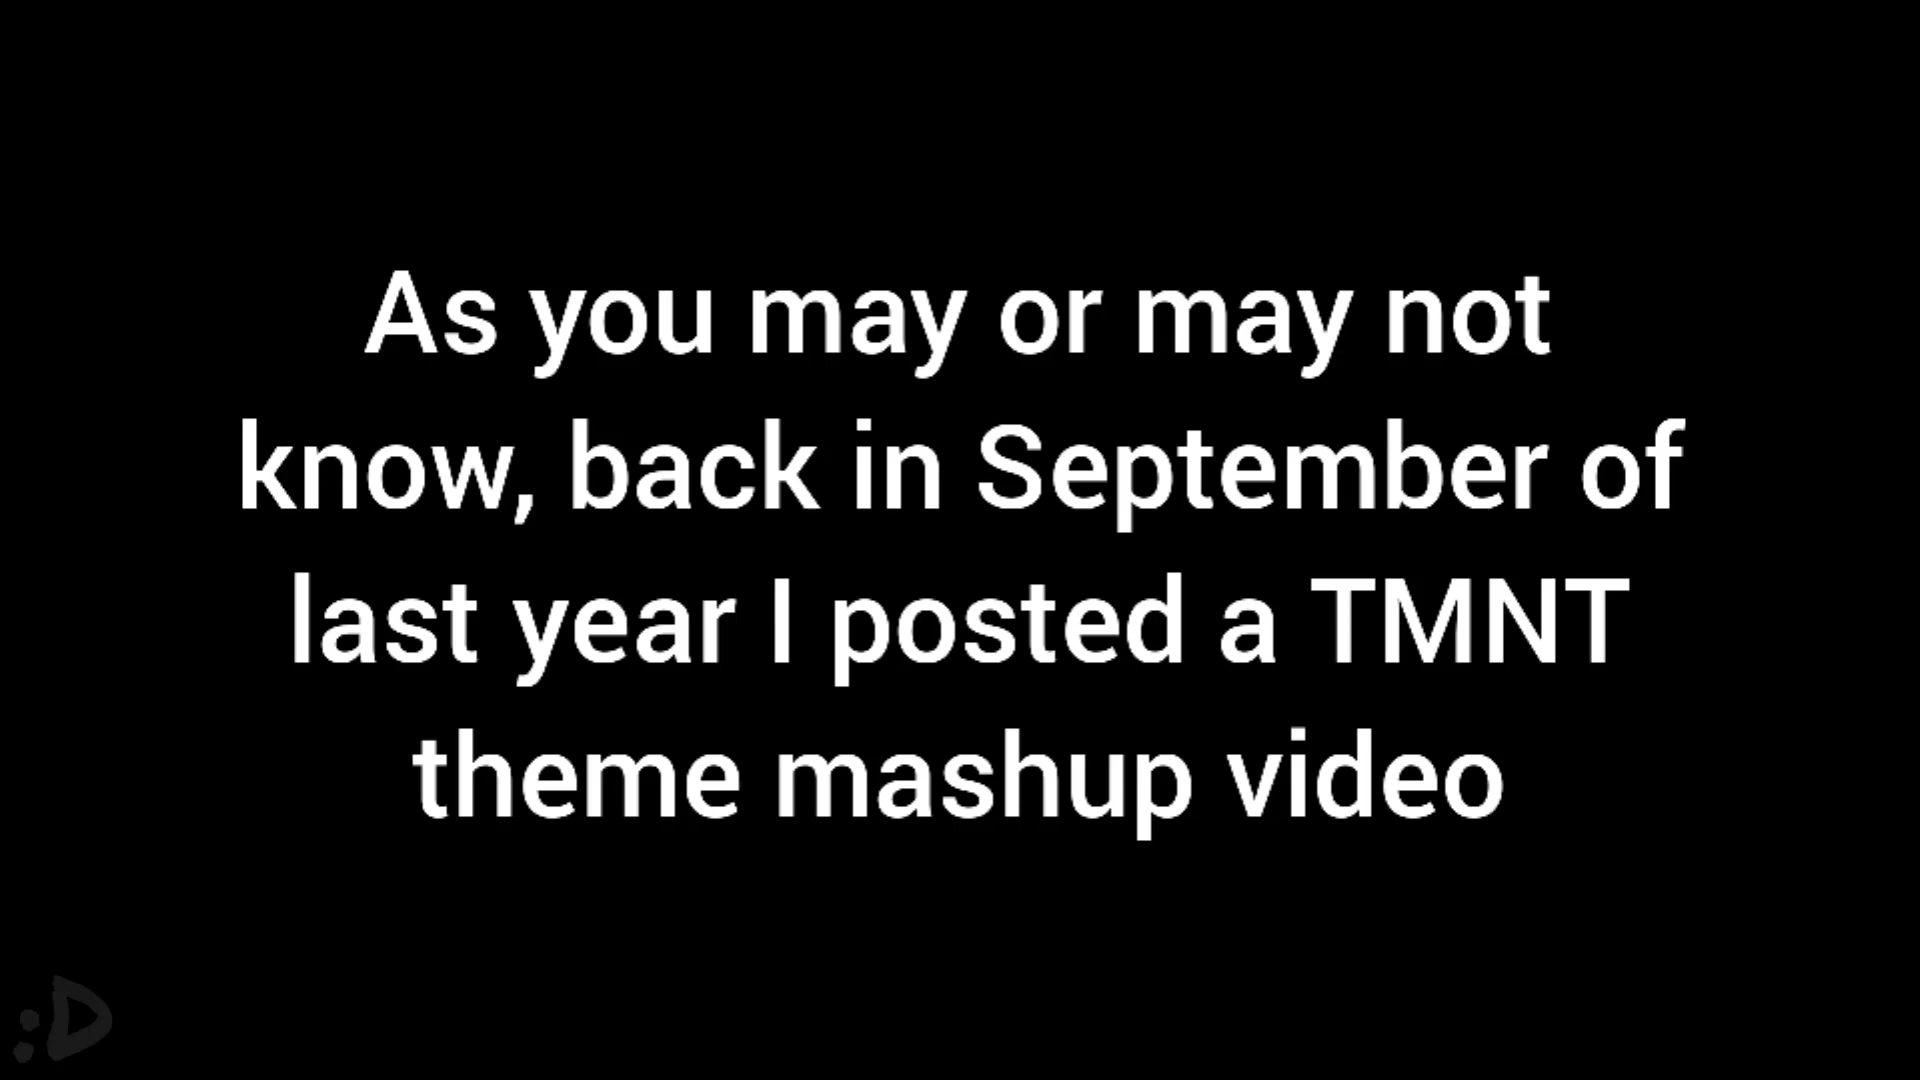 As you may or may not
know, back in September of
last year I posted a TMNT
theme mashup video
:D